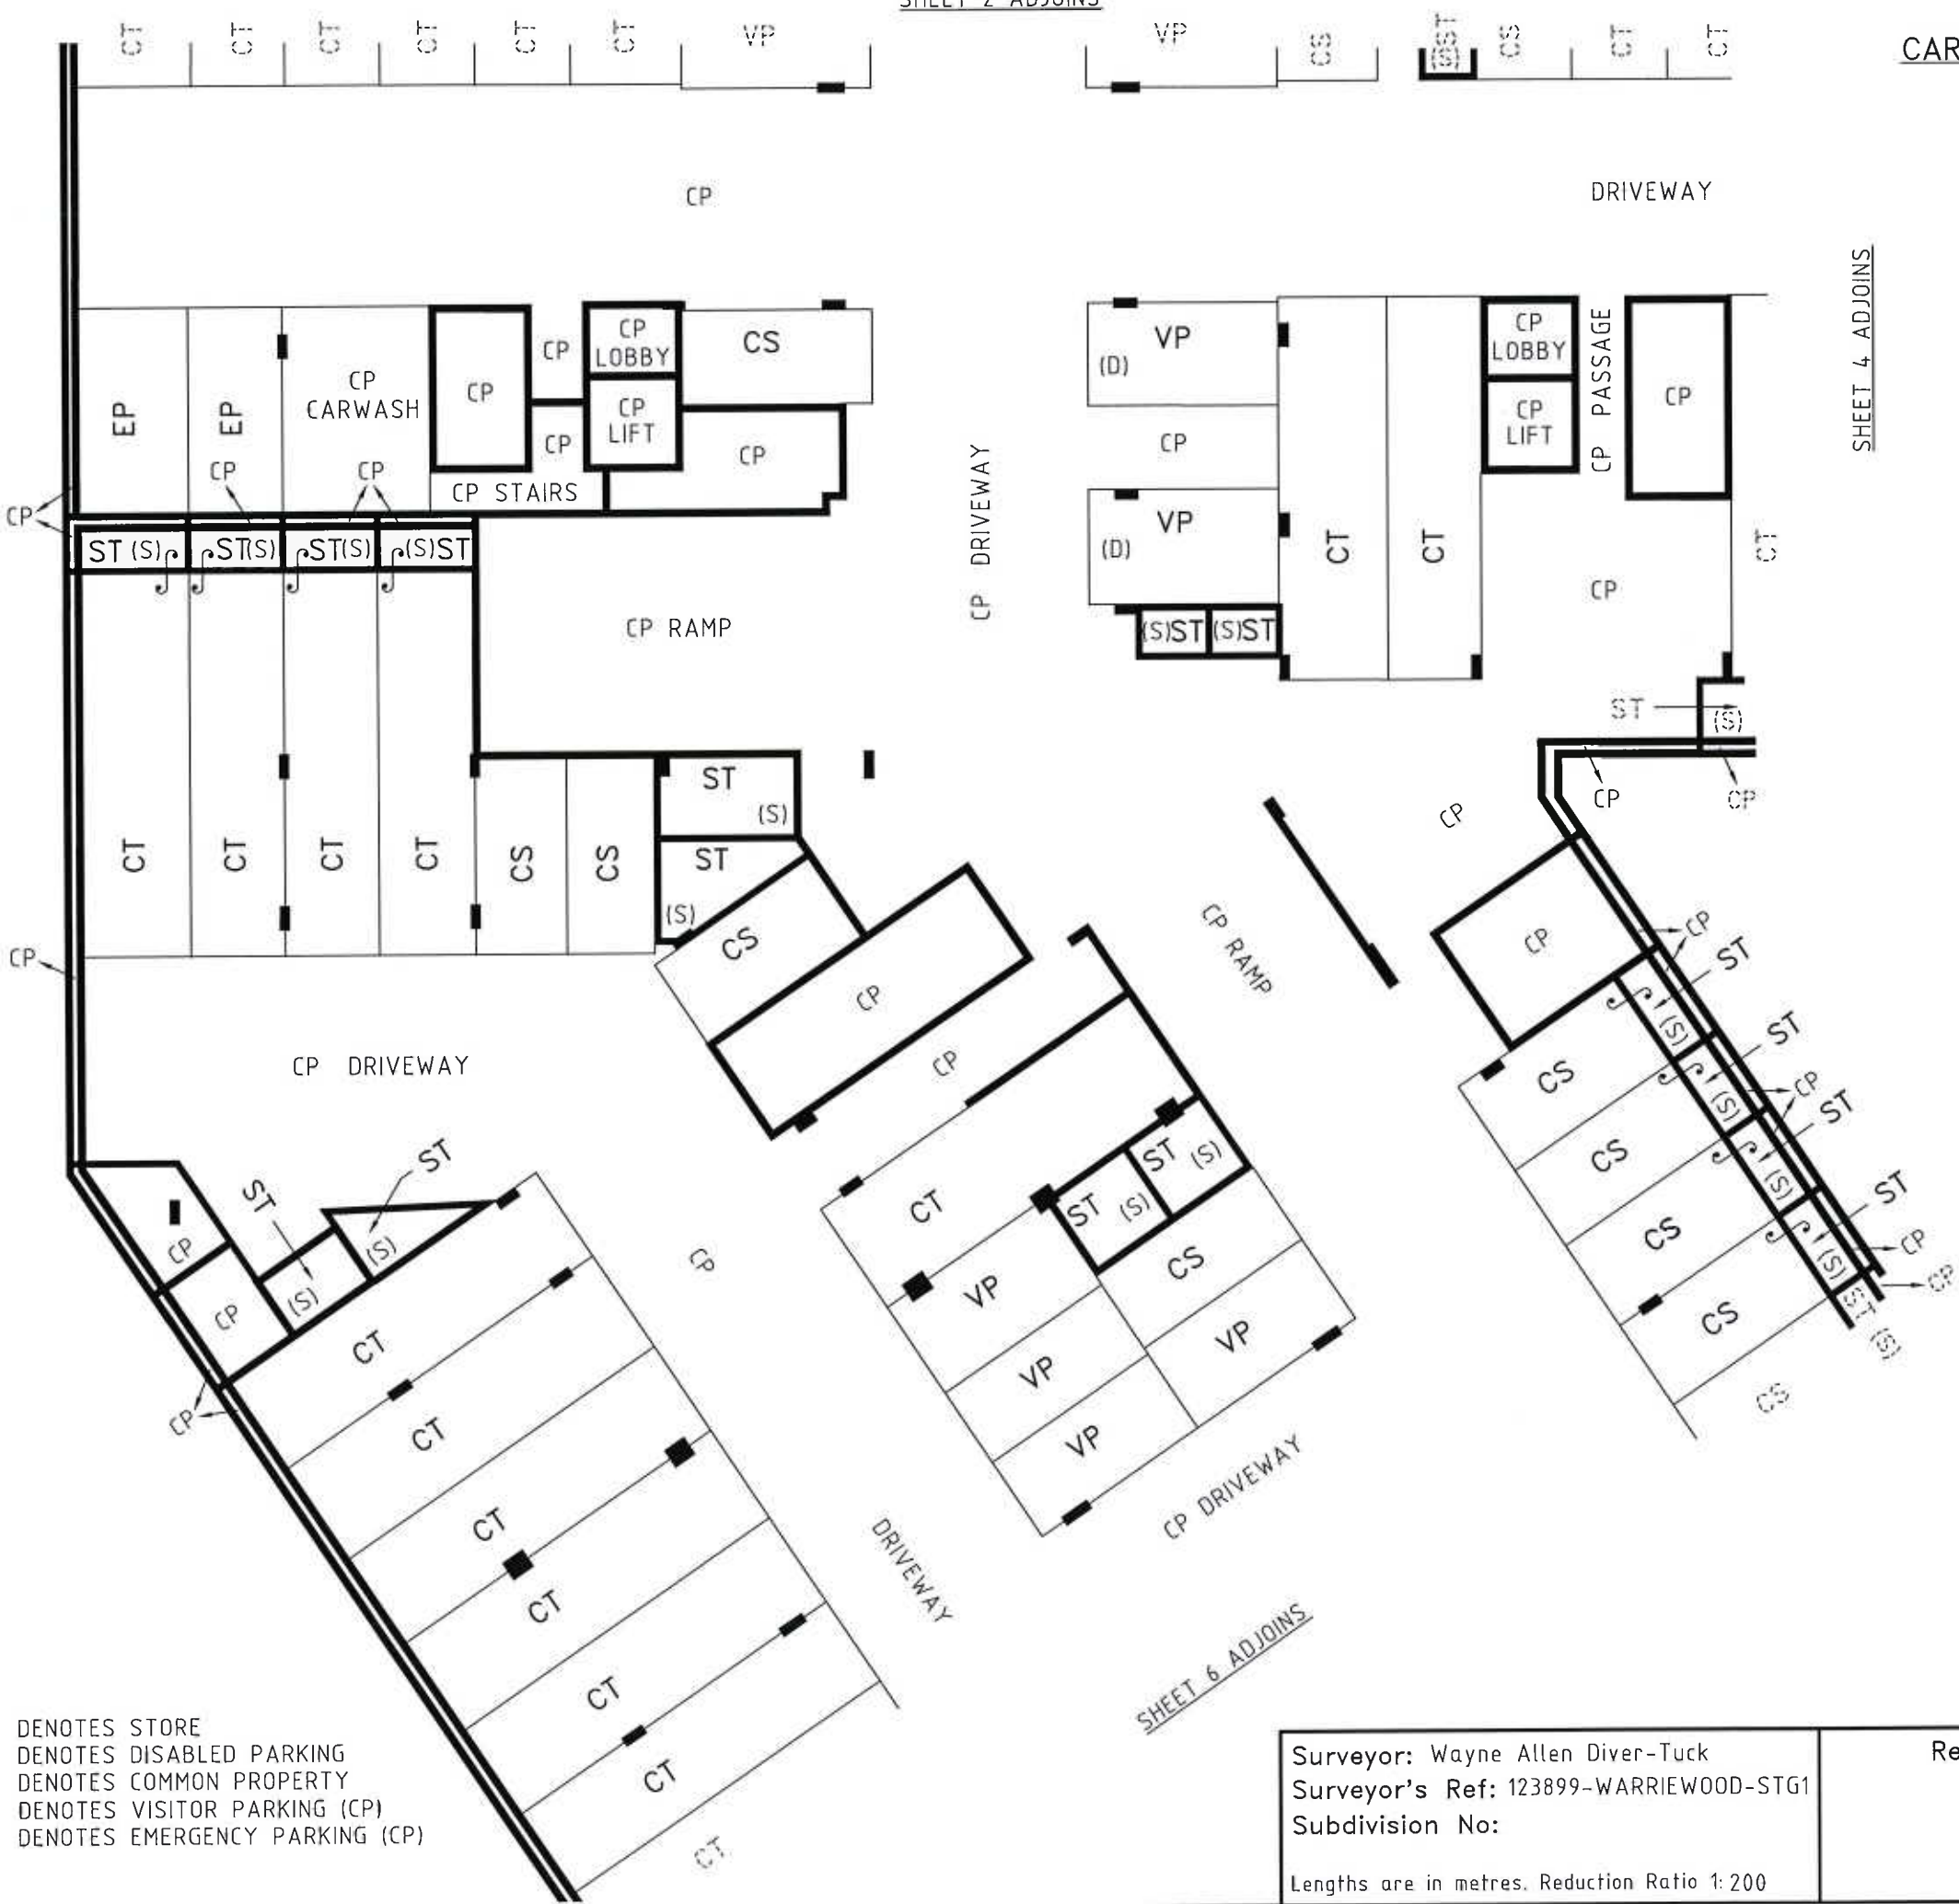 SHEET 2 ADJOINS
CT CT CT CT CT CT VP VP CS (S)ST CS CT CT
CAR
CP
DRIVEWAY
SHEET 4 ADJOINS
EP
EP
CP
CARWASH
CP
CP
CP
LOBBY
CS
CP
LIFT
CP
CP
CP
CP
CP STAIRS
VP
(D)
CP
VP
(D)
CP
LOBBY
CP
LIFT
CP PASSAGE
CP
CP DRIVEWAY
CT
CT
CT
CP
CP
ST (S) ST(S) ST(S) (S)ST
CP RAMP
(S)ST (S)ST
ST
(S)
CP
CP
CT CT CT CT CS CS
ST
(S)
ST
(S)
CS
CP
CP
CP RAMP
CP
CP
CP
CP DRIVEWAY
CP
CP
ST
(S)
CS
ST
(S)
CP
CS
ST
(S)
CS
ST
(S)
CP
CS
CP
ST (S)
CS
CT
ST
(S)
ST
(S)
VP
CS
VP
VP
VP
CP DRIVEWAY
ST
ST
(S)
(S)
CP
CP
CP
CP
DRIVEWAY
CT
CT
CT
CT
CT
CT
CT
SHEET 6 ADJOINS
DENOTES STORE
DENOTES DISABLED PARKING
DENOTES COMMON PROPERTY
DENOTES VISITOR PARKING (CP)
DENOTES EMERGENCY PARKING (CP)
Surveyor: Wayne Allen Diver-Tuck
Surveyor's Ref: 123899-WARRIEWOOD-STG1
Subdivision No:
Lengths are in metres. Reduction Ratio 1:200
Re